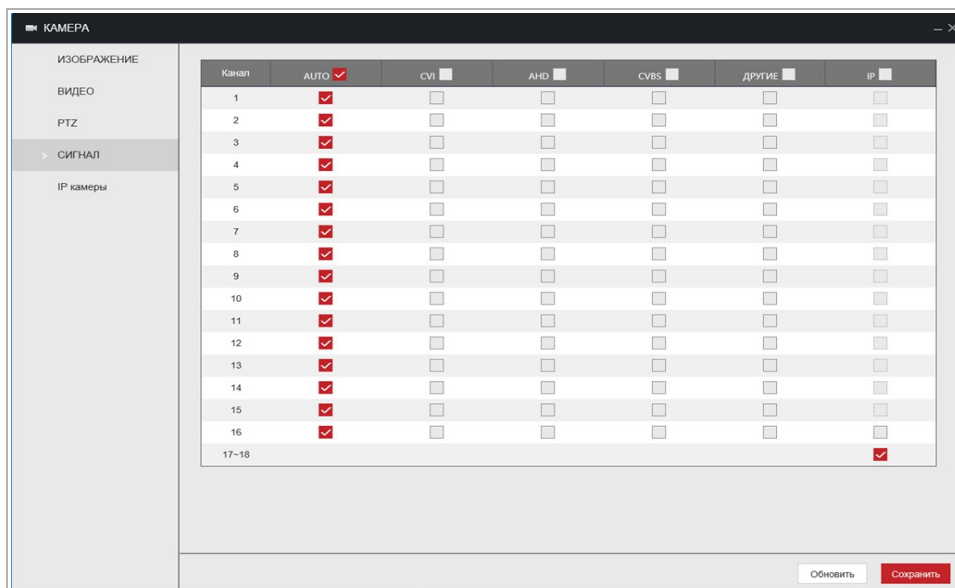 КАМЕРА
ИЗОБРАЖЕНИЕ
ВИДЕО
PTZ
СИГНАЛ
IP камеры
Канал AUTO CVI AHD CVBS ДРУГИЕ IP
1
2
3
4
5
6
7
8
9
10
11
12
13
14
15
16
17~18
Обновить Сохранить